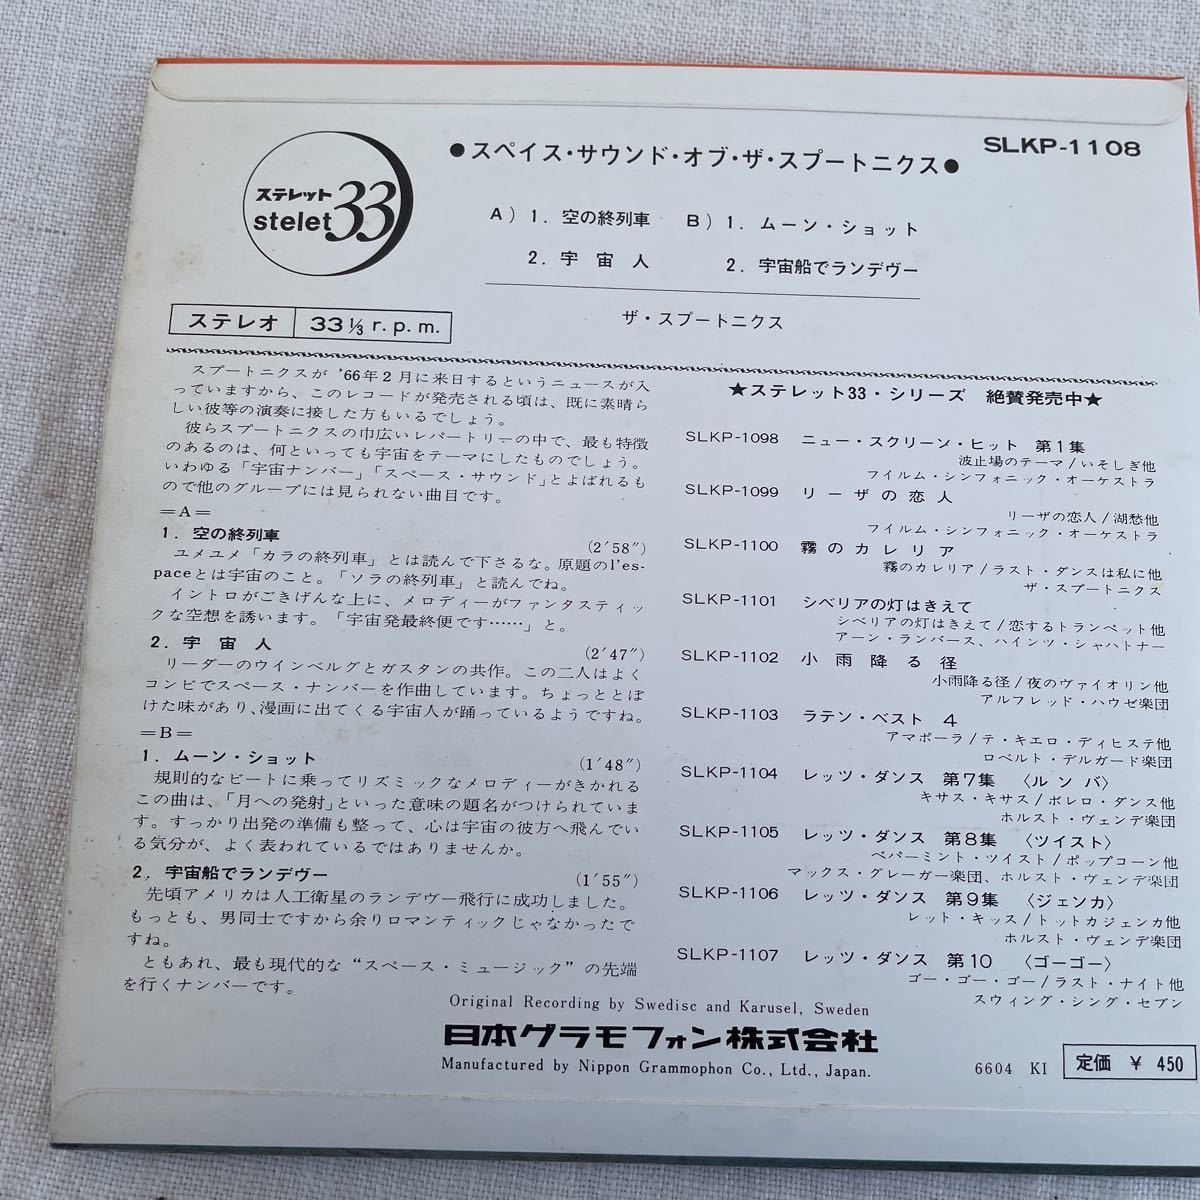 ステレット
stelet 33
●スペイス・サウンド・オブ・ザ・スプートニクス●
SLKP-1108
A) 1. 空の終列車 B) 1. ムーン・ショット
2. 宇宙人 2. 宇宙船でランデヴー
ザ・スプートニクス
ステレオ 33⅓ r.p.m.
スプートニクスが '66年2月に来日するというニュースが入
っていますから、このレコードが発売される頃は、既に素晴ら
しい彼等の演奏に接した方もいるでしょう。
彼らスプートニクスの巾広いレパートリーの中で、最も特徴
のあるのは、何といっても宇宙をテーマにしたものでしょう。
いわゆる「宇宙ナンバー」「スペース・サウンド」とよばれるも
ので他のグループには見られない曲目です。
=A=
1. 空の終列車 (2′58″)
ユメユメ「カラの終列車」とは読んで下さるな。原題のl'es-
paceとは宇宙のこと。「ソラの終列車」と読んでね。
イントロがごきげんな上に、メロディーがファンタスティッ
クな空想を誘います。「宇宙発最終便です……」と。
2. 宇宙人 (2′47″)
リーダーのウインベルグとガスタンの共作。この二人はよく
コンビでスペース・ナンバーを作曲しています。ちょっととぼ
けた味があり、漫画に出てくる宇宙人が踊っているようですね。
=B=
1. ムーン・ショット (1′48″)
規則的なビートに乗ってリズミックなメロディーがきかれる
この曲は、「月への発射」といった意味の題名がつけられていま
す。すっかり出発の準備も整って、心は宇宙の彼方へ飛んでい
る気分が、よく表われているではありませんか。
2. 宇宙船でランデヴー (1′55″)
先頃アメリカは人工衛星のランデヴー飛行に成功しました。
もっとも、男同士ですから余りロマンティックじゃなかったで
すね。
ともあれ、最も現代的な“スペース・ミュージック”の先端
を行くナンバーです。
★ステレット33・シリーズ 絶賛発売中★
SLKP-1098 ニュー・スクリーン・ヒット 第1集
波止場のテーマ/いそしぎ他
フイルム・シンフォニック・オーケストラ
SLKP-1099 リーザの恋人
リーザの恋人/湖愁他
フイルム・シンフォニック・オーケストラ
SLKP-1100 霧のカレリア
霧のカレリア/ラスト・ダンスは私に他
ザ・スプートニクス
SLKP-1101 シベリアの灯はきえて
シベリアの灯はきえて/恋するトランペット他
アーン・ランバース、ハインツ・シャハトナー
SLKP-1102 小雨降る径
小雨降る径/夜のヴァイオリン他
アルフレッド・ハウゼ楽団
SLKP-1103 ラテン・ベスト 4
アマポーラ/テ・キエロ・ディヒステ他
ロベルト・デルガード楽団
SLKP-1104 レッツ・ダンス 第7集 〈ルンバ〉
キサス・キサス/ボレロ・ダンス他
ホルスト・ヴェンデ楽団
SLKP-1105 レッツ・ダンス 第8集 〈ツイスト〉
ペパーミント・ツイスト/ポップコーン他
マックス・グレーガー楽団、ホルスト・ヴェンデ楽団
SLKP-1106 レッツ・ダンス 第9集 〈ジェンカ〉
レット・キッス/トットカジェンカ他
ホルスト・ヴェンデ楽団
SLKP-1107 レッツ・ダンス 第10 〈ゴーゴー〉
ゴー・ゴー・ゴー/ラスト・ナイト他
スウィング・シング・セブン
Original Recording by Swedisc and Karusel, Sweden
日本グラモフォン株式会社
Manufactured by Nippon Grammophon Co., Ltd., Japan.
6604 KI
定価 ¥ 450